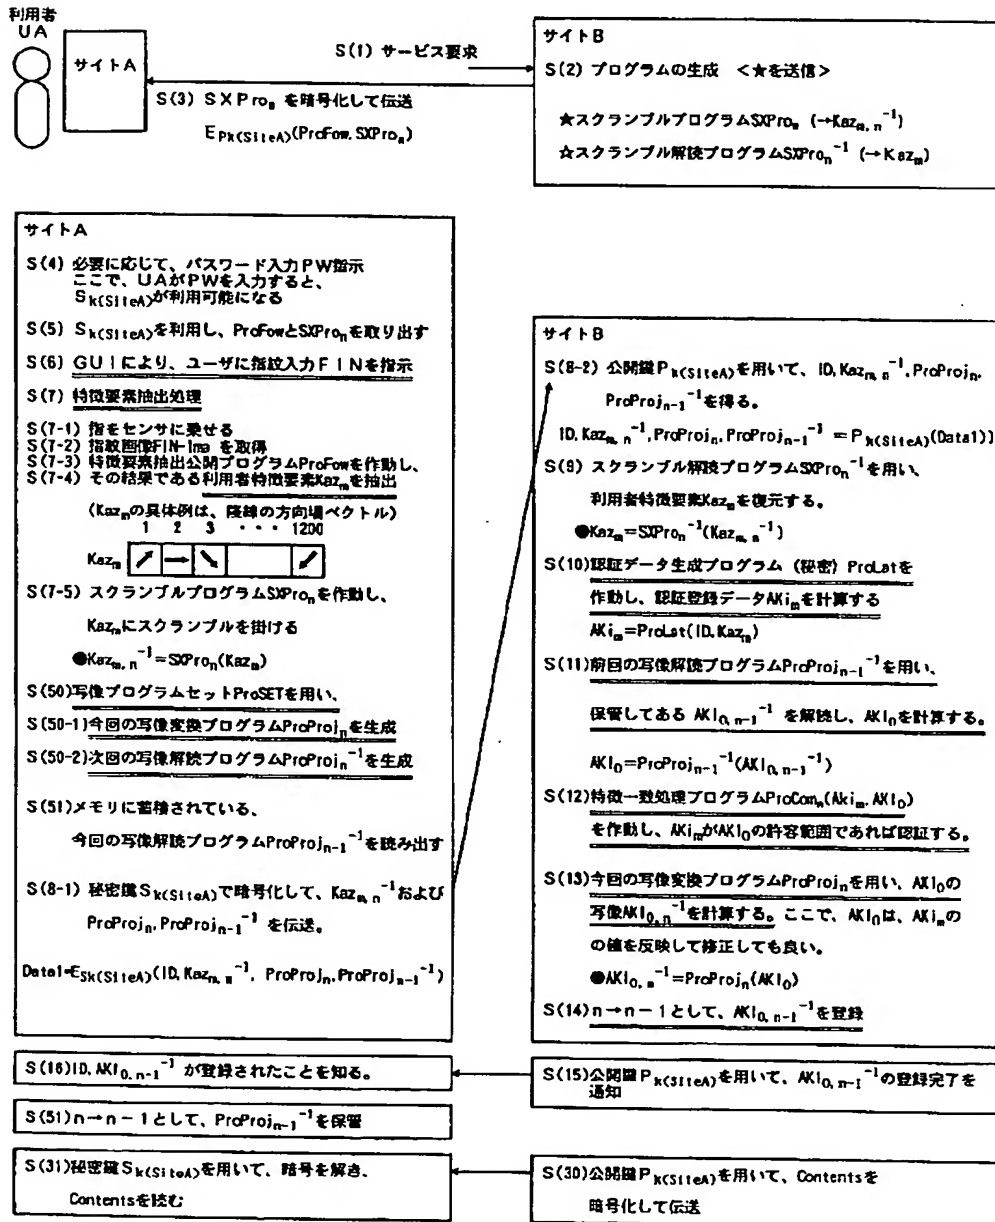 利用者
UA
サイトA
S(1) サービス要求
S(3) SXPro_n を暗号化して伝送
E_Pk(SiteA)(ProFow,SXPro_n)
サイトB
S(2) プログラムの生成 <★を送信>
★スクランブルプログラムSXPro_n (→Kaz_m,n^-1)
☆スクランブル解読プログラムSXPro_n^-1 (→Kaz_m)
サイトA
S(4) 必要に応じて、パスワード入力PW指示
ここで、UAがPWを入力すると、
S_k(SiteA)が利用可能になる
S(5) S_k(SiteA)を利用し、ProFowとSXPro_nを取り出す
S(6) GUIにより、ユーザに指紋入力FINを指示
S(7) 特徴要素抽出処理
S(7-1) 指をセンサに乗せる
S(7-2) 指紋画像FIN-Ima を取得
S(7-3) 特徴要素抽出公開プログラムProFowを作動し、
S(7-4) その結果である利用者特徴要素Kaz_mを抽出
(Kaz_mの具体例は、隆線の方向場ベクトル)
1 2 3 ・・・ 1200
Kaz_m
S(7-5) スクランブルプログラムSXPro_nを作動し、
Kaz_mにスクランブルを掛ける
●Kaz_m,n^-1=SXPro_n(Kaz_m)
S(50)写像プログラムセットProSETを用い、
S(50-1)今回の写像変換プログラムProProj_nを生成
S(50-2)次回の写像解読プログラムProProj_n^-1を生成
S(51)メモリに蓄積されている、
今回の写像解読プログラムProProj_n-1^-1を読み出す
S(8-1) 秘密鍵S_k(SiteA)で暗号化して、Kaz_m,n^-1および
ProProj_n,ProProj_n-1^-1 を伝送。
Data1=E_Sk(SiteA)(ID,Kaz_m,n^-1, ProProj_n,ProProj_n-1^-1)
サイトB
S(8-2) 公開鍵P_k(SiteA)を用いて、ID,Kaz_m,n^-1,ProProj_n,
ProProj_n-1^-1を得る。
ID,Kaz_m,n^-1,ProProj_n,ProProj_n-1^-1 =P_k(SiteA)(Data1))
S(9) スクランブル解読プログラムSXPro_n^-1を用い、
利用者特徴要素Kaz_mを復元する。
●Kaz_m=SXPro_n^-1(Kaz_m,n^-1)
S(10)認証データ生成プログラム (秘密) ProLatを
作動し、認証登録データAKi_mを計算する
AKi_m=ProLat(ID,Kaz_m)
S(11)前回の写像解読プログラムProProj_n-1^-1を用い、
保管してある AKI_0,n-1^-1 を解読し、AKI_0を計算する。
AKI_0=ProProj_n-1^-1(AKI_0,n-1^-1)
S(12)特徴一致処理プログラムProCom_n(Aki_m,AKI_0)
を作動し、AKi_mがAKI_0の許容範囲であれば認証する。
S(13)今回の写像変換プログラムProProj_nを用い、AKI_0の
写像AKI_0,n^-1を計算する。ここで、AKI_0は、AKI_mの
の値を反映して修正しても良い。
●AKI_0,m^-1=ProProj_n(AKI_0)
S(14)n→n-1として、AKI_0,n-1^-1を登録
S(16)ID,AKI_0,n-1^-1 が登録されたことを知る。
S(15)公開鍵P_k(SiteA)を用いて、AKI_0,n-1^-1の登録完了を
通知
S(51)n→n-1として、ProProj_n-1^-1を保管
S(31)秘密鍵S_k(SiteA)を用いて、暗号を解き、
Contentsを読む
S(30)公開鍵P_k(SiteA)を用いて、Contentsを
暗号化して伝送